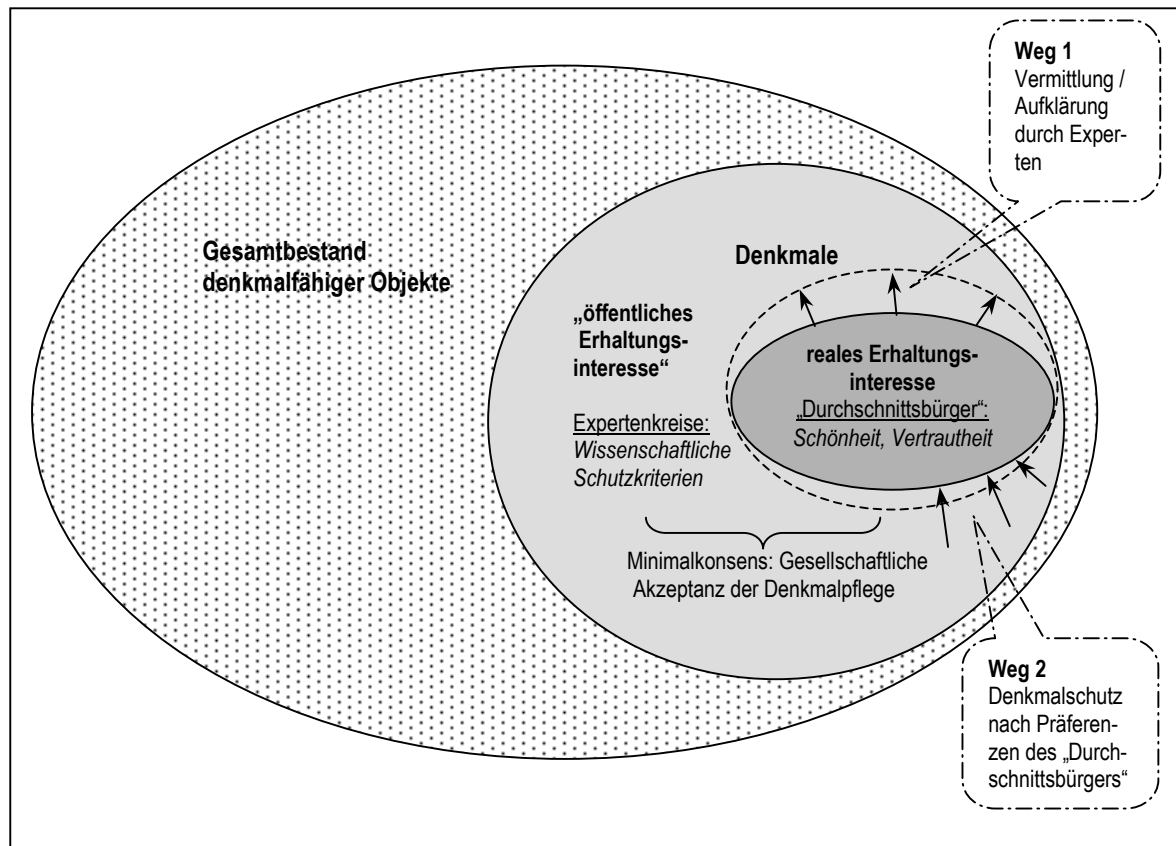 Weg 1
Vermittlung /
Aufklärung
durch Exper-
ten
Gesamtbestand
denkmalfähiger Objekte
Denkmale
„öffentliches
Erhaltungs-
interesse“
Expertenkreise:
Wissenschaftliche
Schutzkriterien
reales Erhaltungs-
interesse
„Durchschnittsbürger“:
Schönheit, Vertrautheit
Minimalkonsens: Gesellschaftliche
Akzeptanz der Denkmalpflege
Weg 2
Denkmalschutz
nach Präferen-
zen des „Durch-
schnittsbürgers“